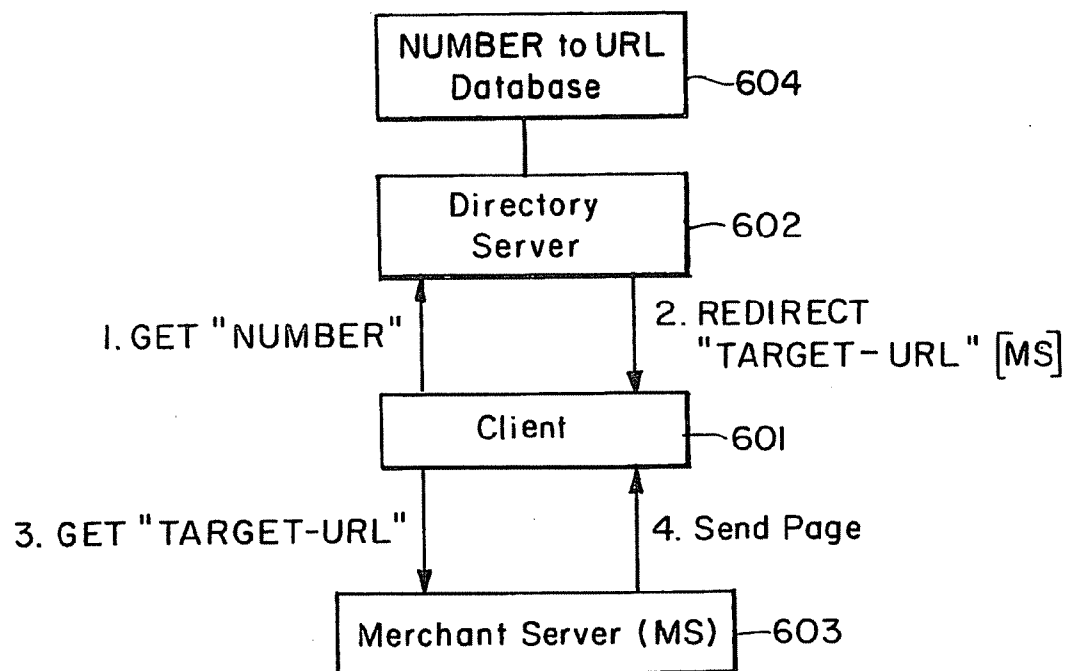 NUMBER to URL
Database
604
Directory
Server
602
1. GET "NUMBER"
2. REDIRECT
"TARGET-URL" [MS]
Client
601
3. GET "TARGET-URL"
4. Send Page
Merchant Server (MS)
603